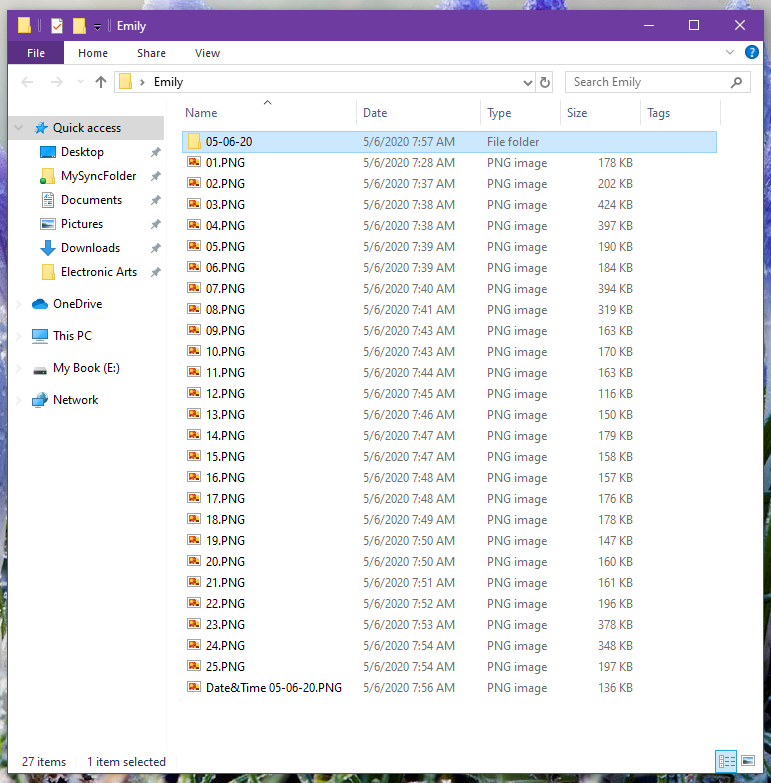 Emily
File Home Share View
Emily Search Emily
Name Date Type Size Tags
Quick access
Desktop
MySyncFolder
Documents
Pictures
Downloads
Electronic Arts
OneDrive
This PC
My Book (E:)
Network
05-06-20 5/6/2020 7:57 AM File folder
01.PNG 5/6/2020 7:28 AM PNG image 178 KB
02.PNG 5/6/2020 7:37 AM PNG image 202 KB
03.PNG 5/6/2020 7:38 AM PNG image 424 KB
04.PNG 5/6/2020 7:38 AM PNG image 397 KB
05.PNG 5/6/2020 7:39 AM PNG image 190 KB
06.PNG 5/6/2020 7:39 AM PNG image 184 KB
07.PNG 5/6/2020 7:40 AM PNG image 394 KB
08.PNG 5/6/2020 7:41 AM PNG image 319 KB
09.PNG 5/6/2020 7:43 AM PNG image 163 KB
10.PNG 5/6/2020 7:43 AM PNG image 170 KB
11.PNG 5/6/2020 7:44 AM PNG image 163 KB
12.PNG 5/6/2020 7:45 AM PNG image 116 KB
13.PNG 5/6/2020 7:46 AM PNG image 150 KB
14.PNG 5/6/2020 7:47 AM PNG image 179 KB
15.PNG 5/6/2020 7:47 AM PNG image 158 KB
16.PNG 5/6/2020 7:48 AM PNG image 157 KB
17.PNG 5/6/2020 7:48 AM PNG image 176 KB
18.PNG 5/6/2020 7:49 AM PNG image 178 KB
19.PNG 5/6/2020 7:50 AM PNG image 147 KB
20.PNG 5/6/2020 7:50 AM PNG image 160 KB
21.PNG 5/6/2020 7:51 AM PNG image 161 KB
22.PNG 5/6/2020 7:52 AM PNG image 196 KB
23.PNG 5/6/2020 7:53 AM PNG image 378 KB
24.PNG 5/6/2020 7:54 AM PNG image 348 KB
25.PNG 5/6/2020 7:54 AM PNG image 197 KB
Date&Time 05-06-20.PNG 5/6/2020 7:56 AM PNG image 136 KB
27 items 1 item selected